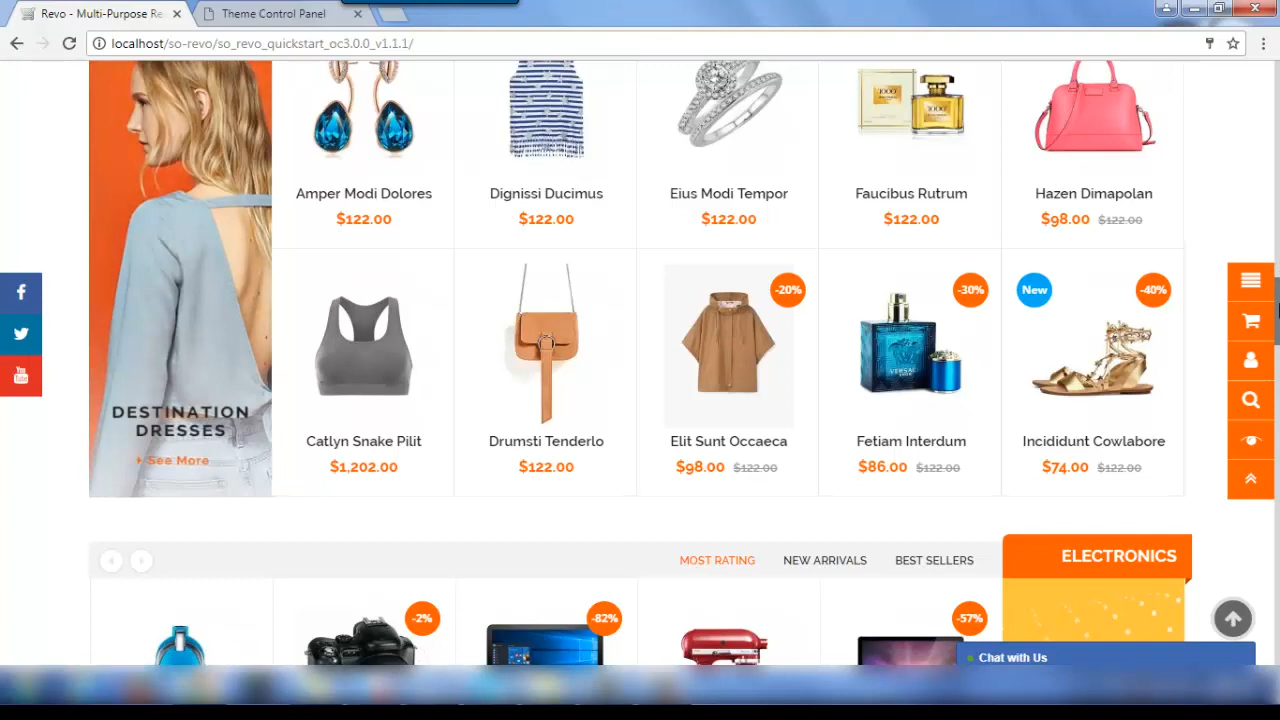 Revo - Multi-Purpose Re
Theme Control Panel
localhost/so-revo/so_revo_quickstart_oc3.0.0_v1.1.1/
Amper Modi Dolores
$122.00
Dignissi Ducimus
$122.00
Eius Modi Tempor
$122.00
1000
Faucibus Rutrum
$122.00
Hazen Dimapolan
$98.00 $122.00
DESTINATION
DRESSES
+ See More
Catlyn Snake Pilit
$1,202.00
Drumsti Tenderlo
$122.00
-20%
Elit Sunt Occaeca
$98.00 $122.00
-30%
Fetiam Interdum
$86.00 $122.00
New
-40%
Incididunt Cowlabore
$74.00 $122.00
You
Tube
MOST RATING
NEW ARRIVALS
BEST SELLERS
ELECTRONICS
-2%
-82%
-57%
Chat with Us